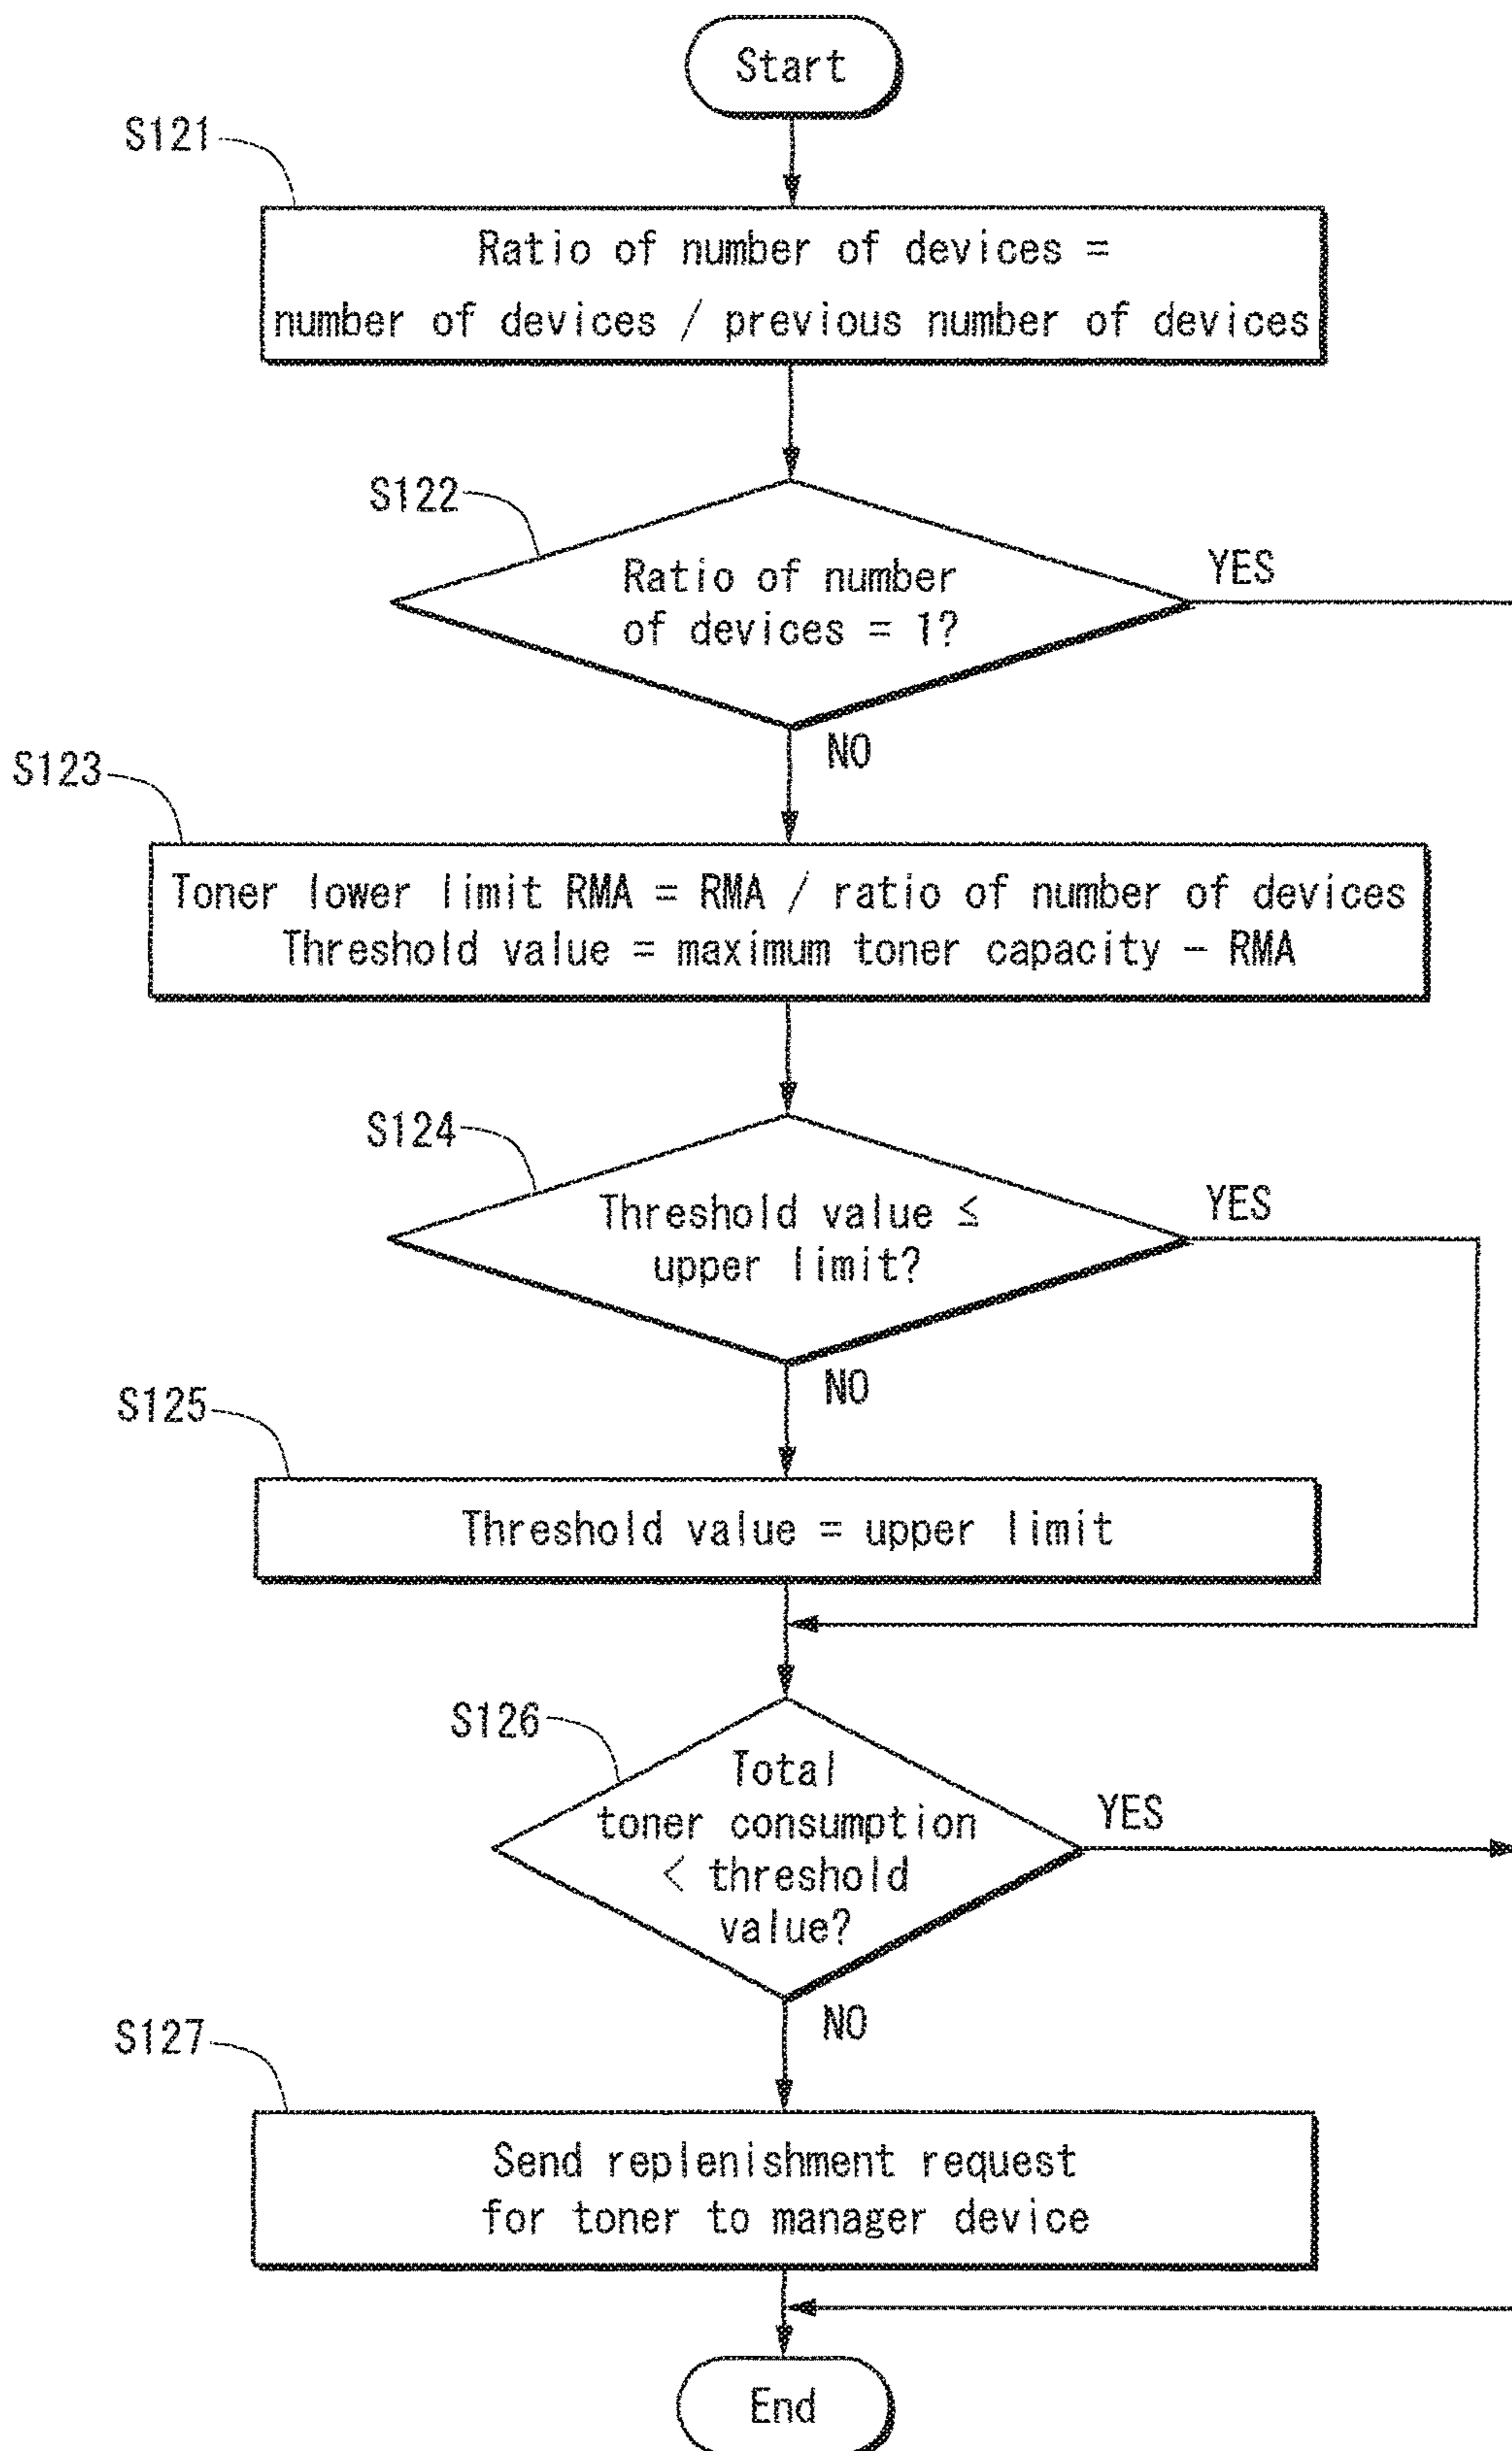 Start
S121
Ratio of number of devices =
number of devices / previous number of devices
S122
Ratio of number
of devices = 1?
YES
NO
S123
Toner lower limit RMA = RMA / ratio of number of devices
Threshold value = maximum toner capacity - RMA
S124
Threshold value ≤
upper limit?
YES
NO
S125
Threshold value = upper limit
S126
Total
toner consumption
< threshold
value?
YES
NO
S127
Send replenishment request
for toner to manager device
End